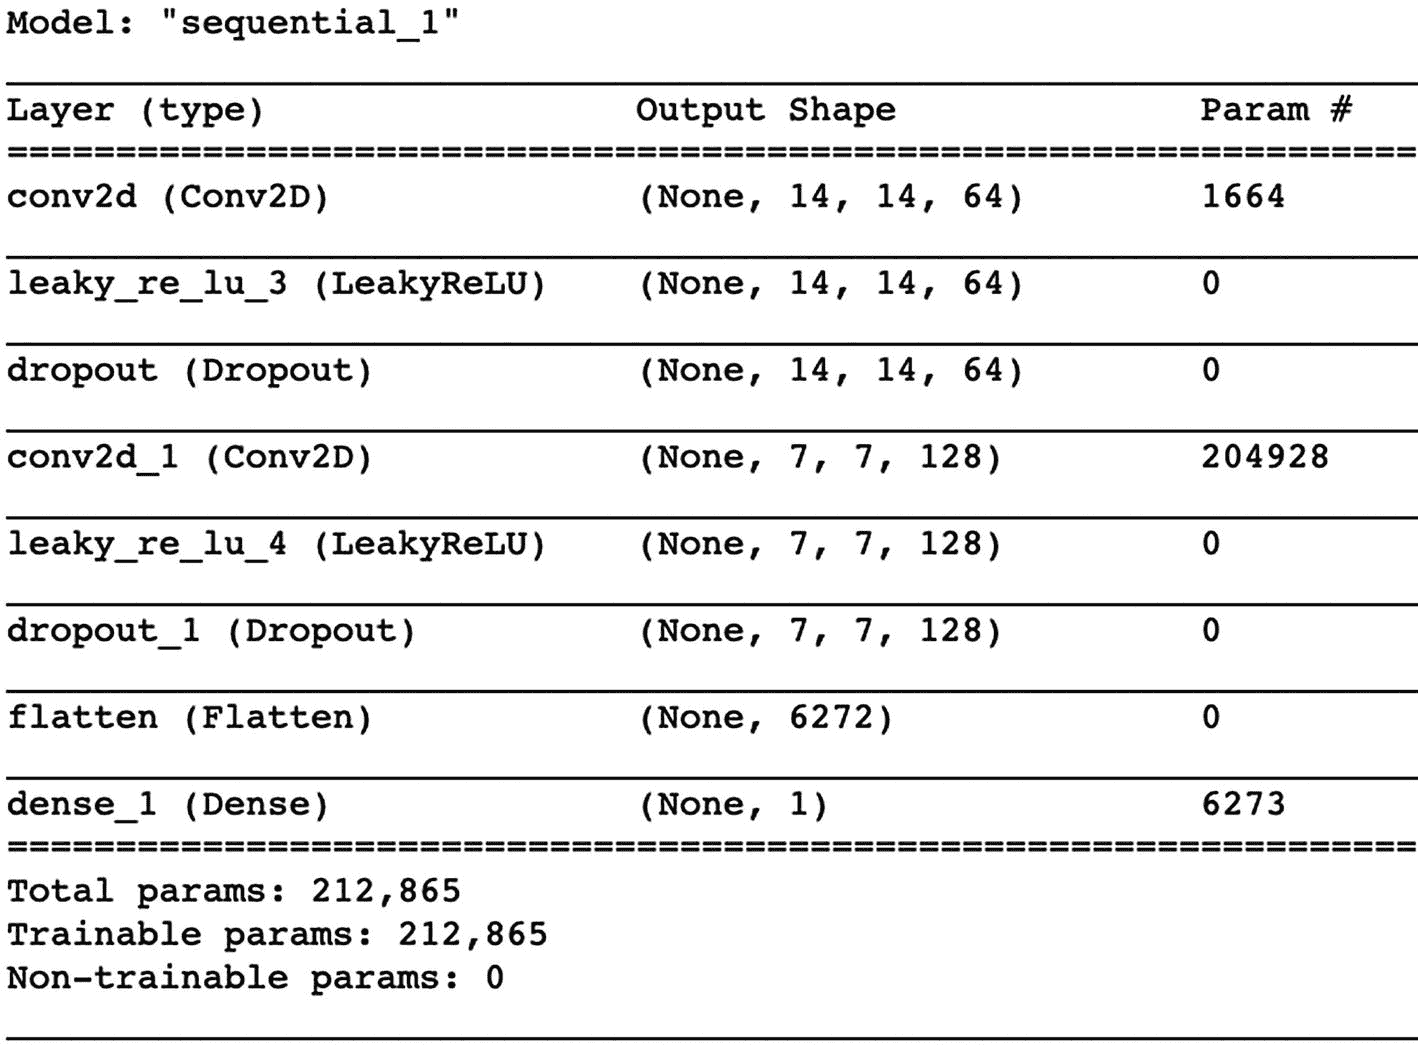 Model: "sequential_1"
Layer (type) Output Shape Param #
conv2d (Conv2D) (None, 14, 14, 64) 1664
leaky_re_lu_3 (LeakyReLU) (None, 14, 14, 64) 0
dropout (Dropout) (None, 14, 14, 64) 0
conv2d_1 (Conv2D) (None, 7, 7, 128) 204928
leaky_re_lu_4 (LeakyReLU) (None, 7, 7, 128) 0
dropout_1 (Dropout) (None, 7, 7, 128) 0
flatten (Flatten) (None, 6272) 0
dense_1 (Dense) (None, 1) 6273
Total params: 212,865
Trainable params: 212,865
Non-trainable params: 0